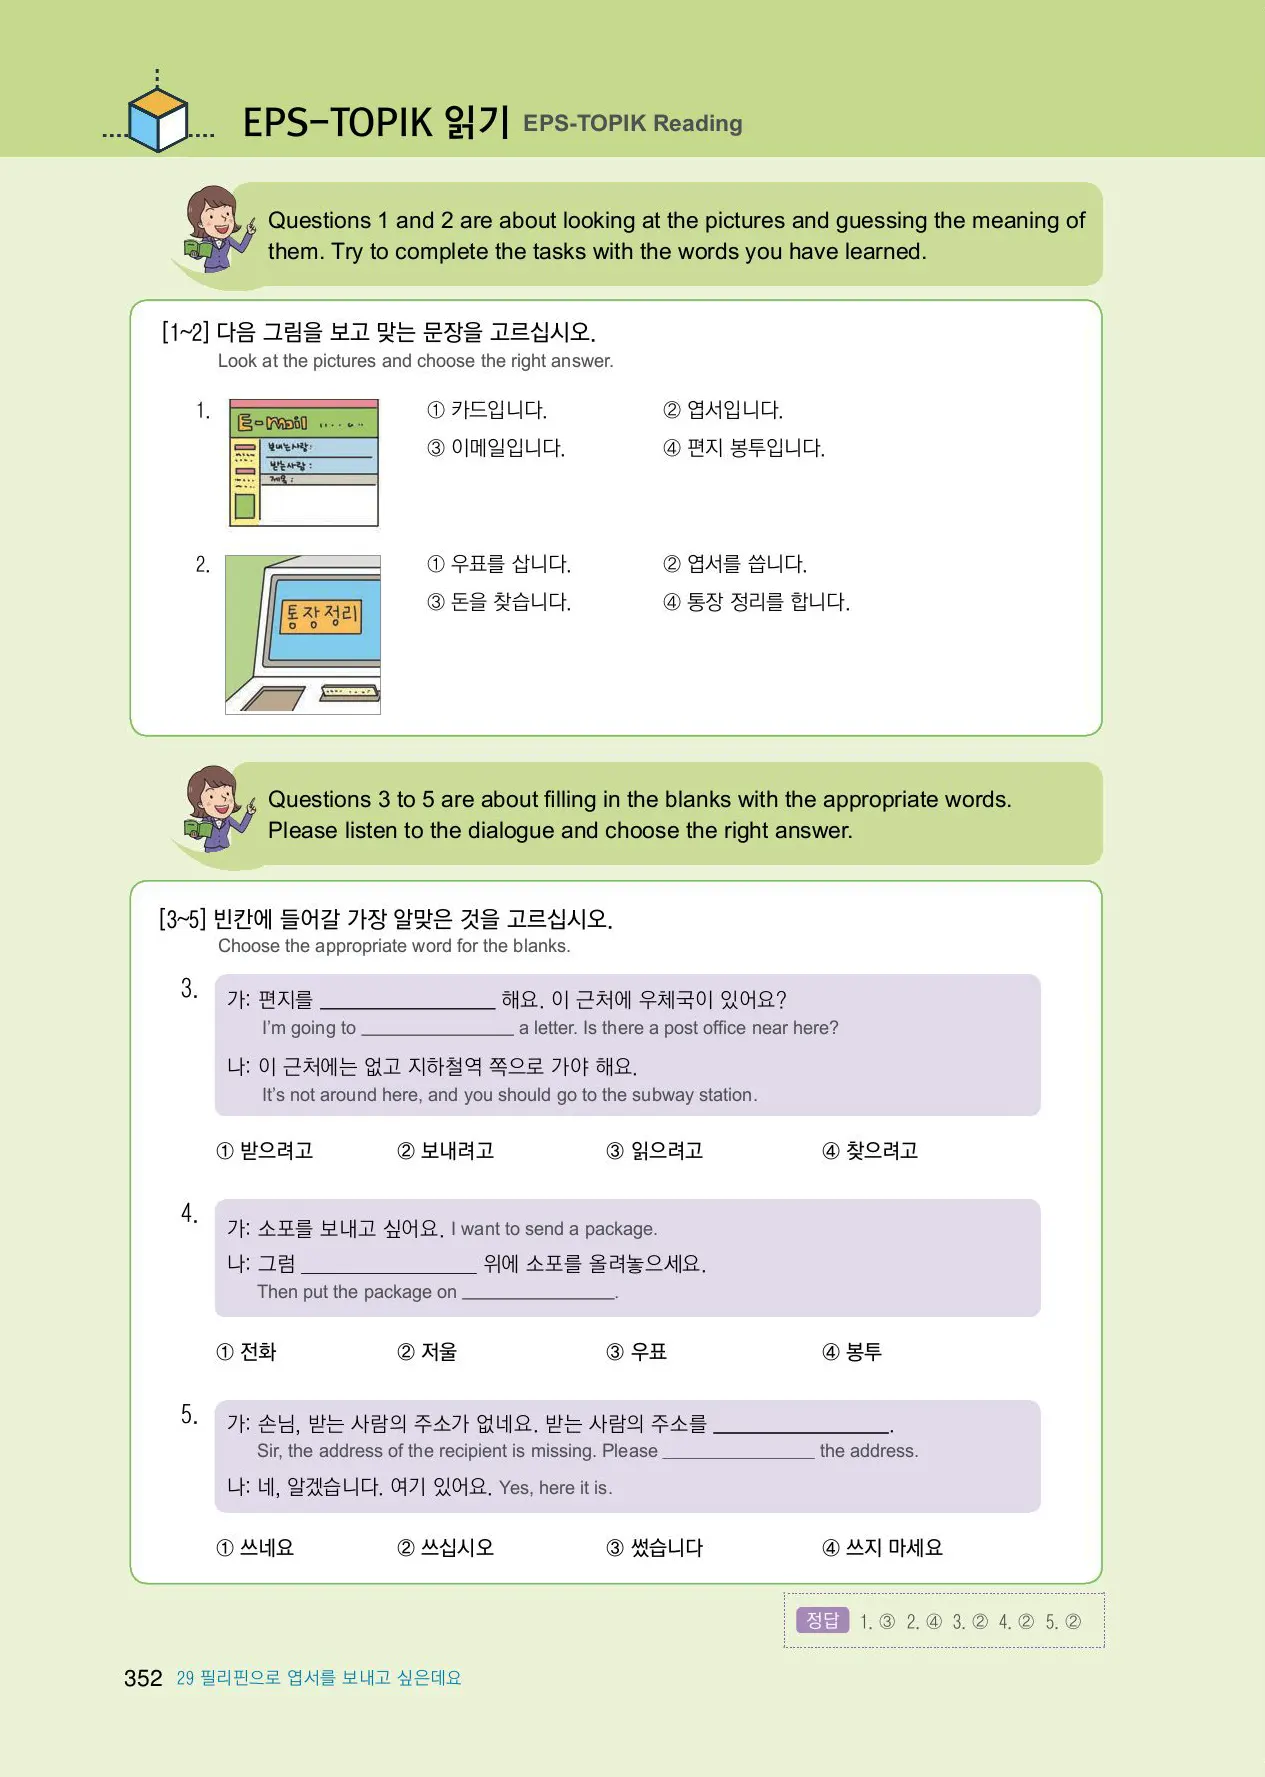 EPS-TOPIK 읽기 EPS-TOPIK Reading
Questions 1 and 2 are about looking at the pictures and guessing the meaning of
them. Try to complete the tasks with the words you have learned.
[1~2] 다음 그림을 보고 맞는 문장을 고르십시오.
Look at the pictures and choose the right answer.
1.
E-mail
보내는사람:
받는사람:
제목:
① 카드입니다. ② 엽서입니다.
③ 이메일입니다. ④ 편지 봉투입니다.
2.
통장정리
① 우표를 삽니다. ② 엽서를 씁니다.
③ 돈을 찾습니다. ④ 통장 정리를 합니다.
Questions 3 to 5 are about filling in the blanks with the appropriate words.
Please listen to the dialogue and choose the right answer.
[3~5] 빈칸에 들어갈 가장 알맞은 것을 고르십시오.
Choose the appropriate word for the blanks.
3.
가: 편지를 ________________ 해요. 이 근처에 우체국이 있어요?
I'm going to ________________ a letter. Is there a post office near here?
나: 이 근처에는 없고 지하철역 쪽으로 가야 해요.
It's not around here, and you should go to the subway station.
① 받으려고 ② 보내려고 ③ 읽으려고 ④ 찾으려고
4.
가: 소포를 보내고 싶어요. I want to send a package.
나: 그럼 ________________ 위에 소포를 올려놓으세요.
Then put the package on ________________.
① 전화 ② 저울 ③ 우표 ④ 봉투
5.
가: 손님, 받는 사람의 주소가 없네요. 받는 사람의 주소를 ________________.
Sir, the address of the recipient is missing. Please ________________ the address.
나: 네, 알겠습니다. 여기 있어요. Yes, here it is.
① 쓰네요 ② 쓰십시오 ③ 썼습니다 ④ 쓰지 마세요
정답 1. ③ 2. ④ 3. ② 4. ② 5. ②
352 29 필리핀으로 엽서를 보내고 싶은데요